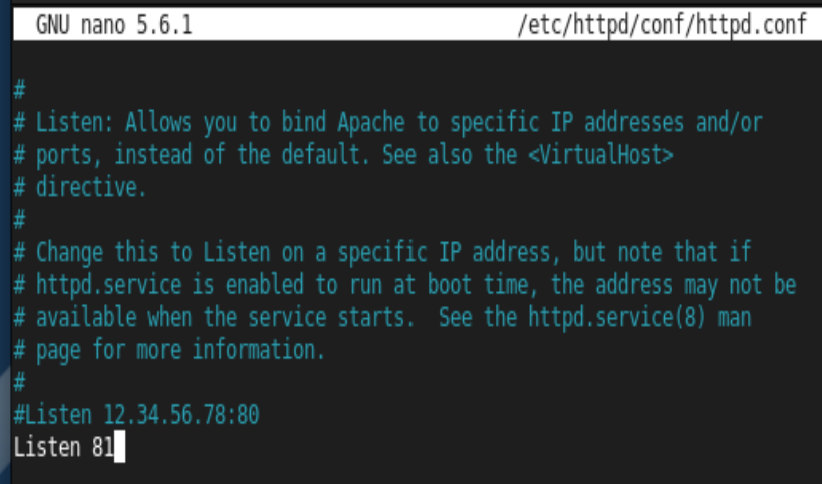 GNU nano 5.6.1 /etc/httpd/conf/httpd.conf
#
# Listen: Allows you to bind Apache to specific IP addresses and/or
# ports, instead of the default. See also the <VirtualHost>
# directive.
#
# Change this to Listen on a specific IP address, but note that if
# httpd.service is enabled to run at boot time, the address may not be
# available when the service starts.  See the httpd.service(8) man
# page for more information.
#
#Listen 12.34.56.78:80
Listen 81